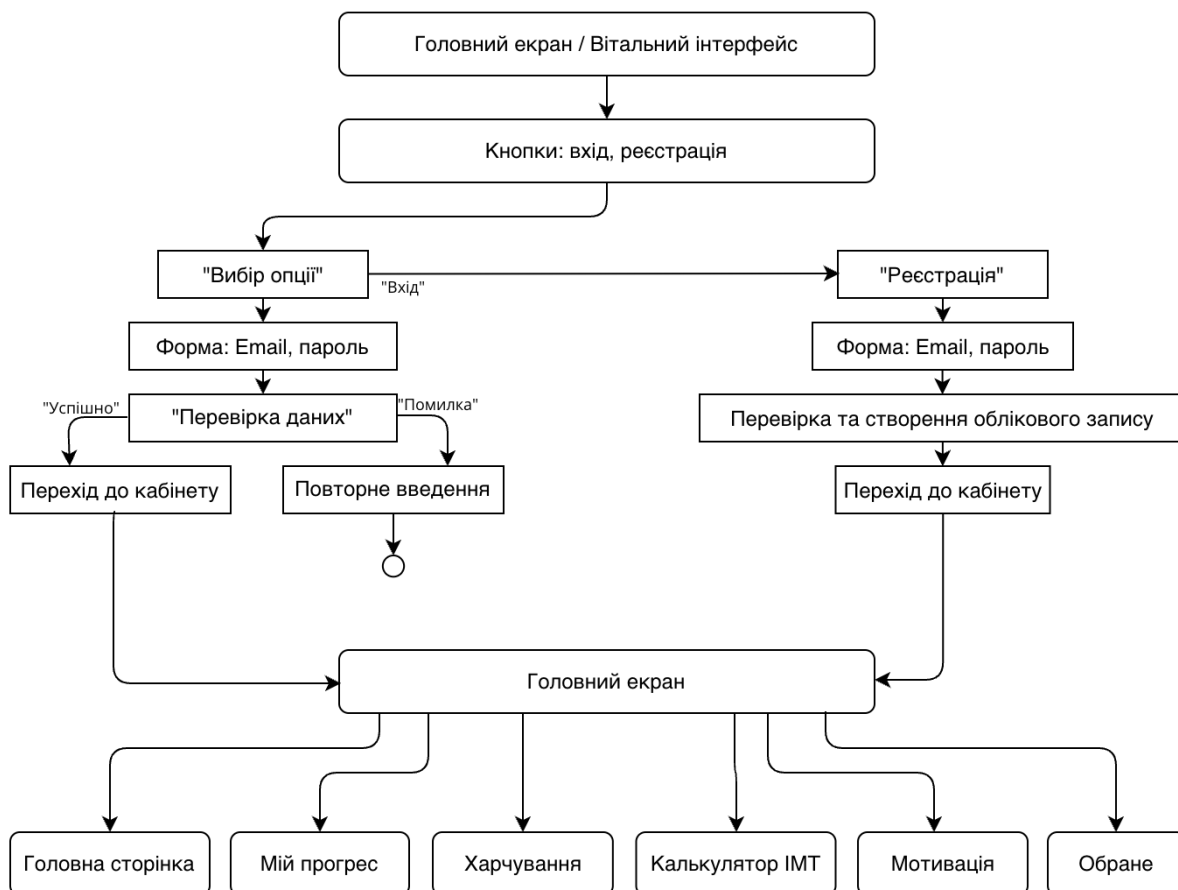 Головний екран / Вітальний інтерфейс
Кнопки: вхід, реєстрація
"Вибір опції"
"Вхід"
"Реєстрація"
Форма: Email, пароль
Форма: Email, пароль
"Успішно"
"Перевірка даних"
"Помилка"
Перевірка та створення облікового запису
Перехід до кабінету
Повторне введення
Перехід до кабінету
Головний екран
Головна сторінка
Мій прогрес
Харчування
Калькулятор ІМТ
Мотивація
Обране